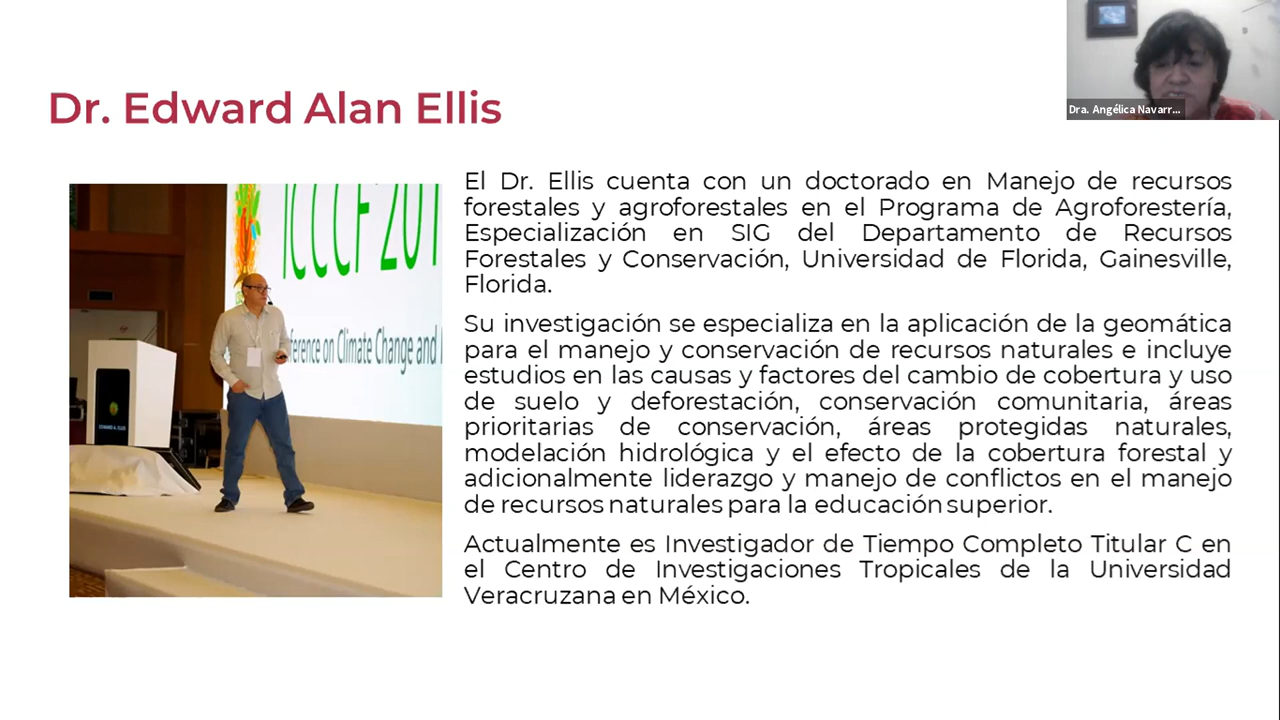 Dra. Angélica Navarr...
Dr. Edward Alan Ellis
ICCCF 201
ference on Climate Change and
EDWARD A. ELLIS
El Dr. Ellis cuenta con un doctorado en Manejo de recursos
forestales y agroforestales en el Programa de Agroforestería,
Especialización en SIG del Departamento de Recursos
Forestales y Conservación, Universidad de Florida, Gainesville,
Florida.
Su investigación se especializa en la aplicación de la geomática
para el manejo y conservación de recursos naturales e incluye
estudios en las causas y factores del cambio de cobertura y uso
de suelo y deforestación, conservación comunitaria, áreas
prioritarias de conservación, áreas protegidas naturales,
modelación hidrológica y el efecto de la cobertura forestal y
adicionalmente liderazgo y manejo de conflictos en el manejo
de recursos naturales para la educación superior.
Actualmente es Investigador de Tiempo Completo Titular C en
el Centro de Investigaciones Tropicales de la Universidad
Veracruzana en México.